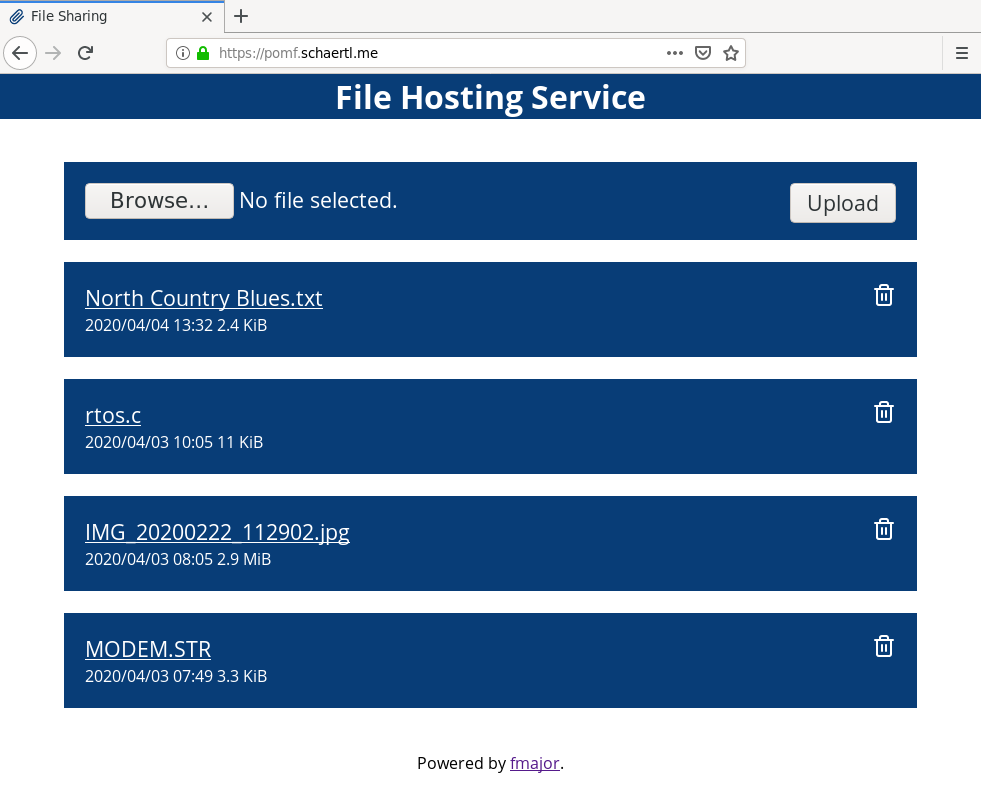 File Sharing
https://pomf.schaertl.me
File Hosting Service
Browse... No file selected. Upload
North Country Blues.txt
2020/04/04 13:32 2.4 KiB
rtos.c
2020/04/03 10:05 11 KiB
IMG_20200222_112902.jpg
2020/04/03 08:05 2.9 MiB
MODEM.STR
2020/04/03 07:49 3.3 KiB
Powered by fmajor.